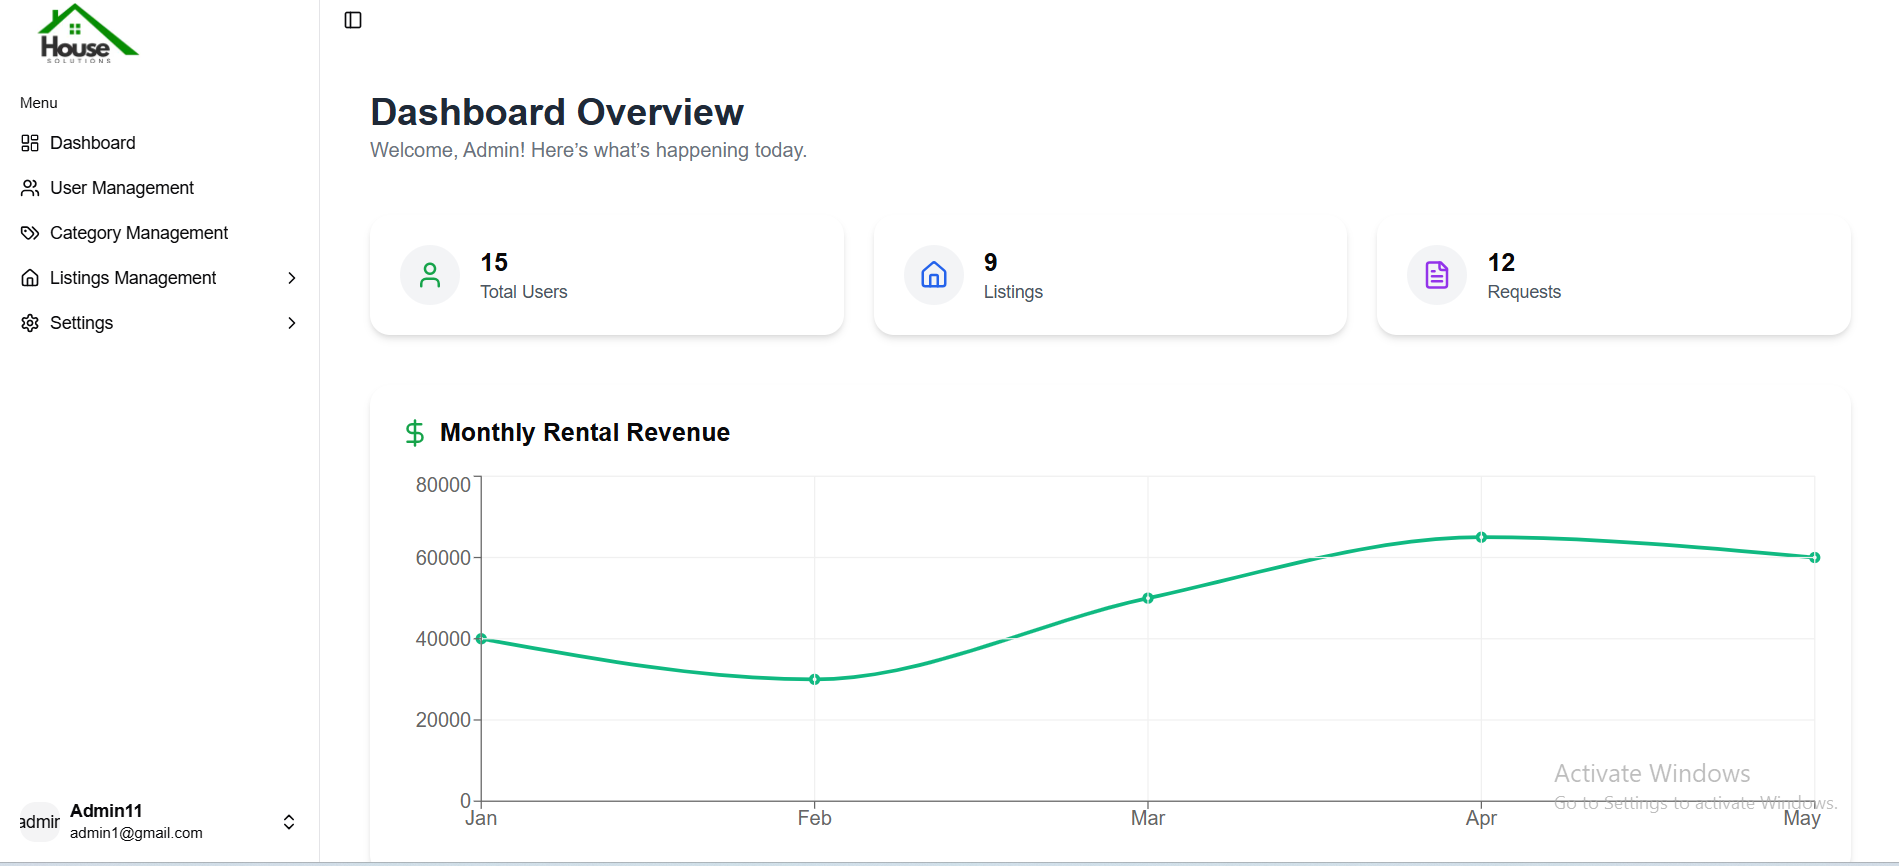 House
SOLUTIONS
Menu
Dashboard
User Management
Category Management
Listings Management
Settings
admin
Admin11
admin1@gmail.com
Dashboard Overview
Welcome, Admin! Here’s what’s happening today.
15
Total Users
9
Listings
12
Requests
Monthly Rental Revenue
80000
60000
40000
20000
0
Jan Feb Mar Apr May
Activate Windows
Go to Settings to activate Windows.